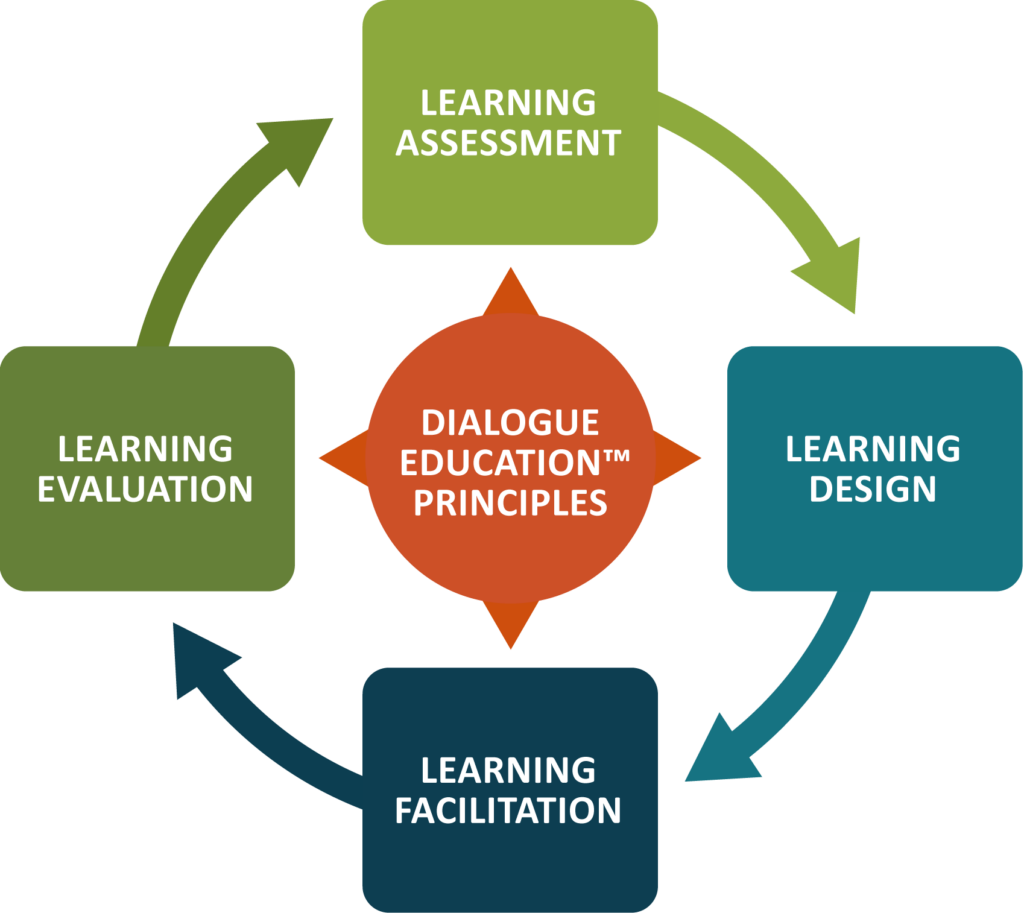 LEARNING
ASSESSMENT
LEARNING
EVALUATION
DIALOGUE
EDUCATION™
PRINCIPLES
LEARNING
DESIGN
LEARNING
FACILITATION